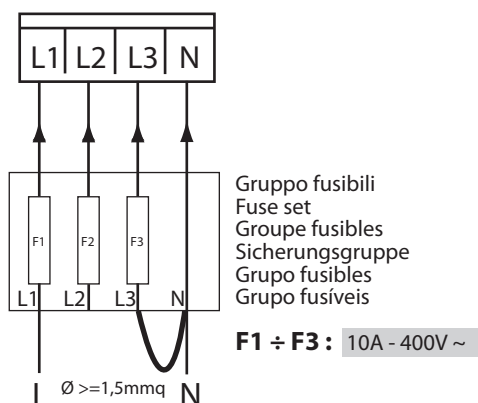 L1 L2 L3 N
F1 F2 F3
L1 L2 L3 N
Gruppo fusibili
Fuse set
Groupe fusibles
Sicherungsgruppe
Grupo fusibles
Grupo fusíveis
F1 ÷ F3 : 10A - 400V ~
L Ø >=1,5mmq N